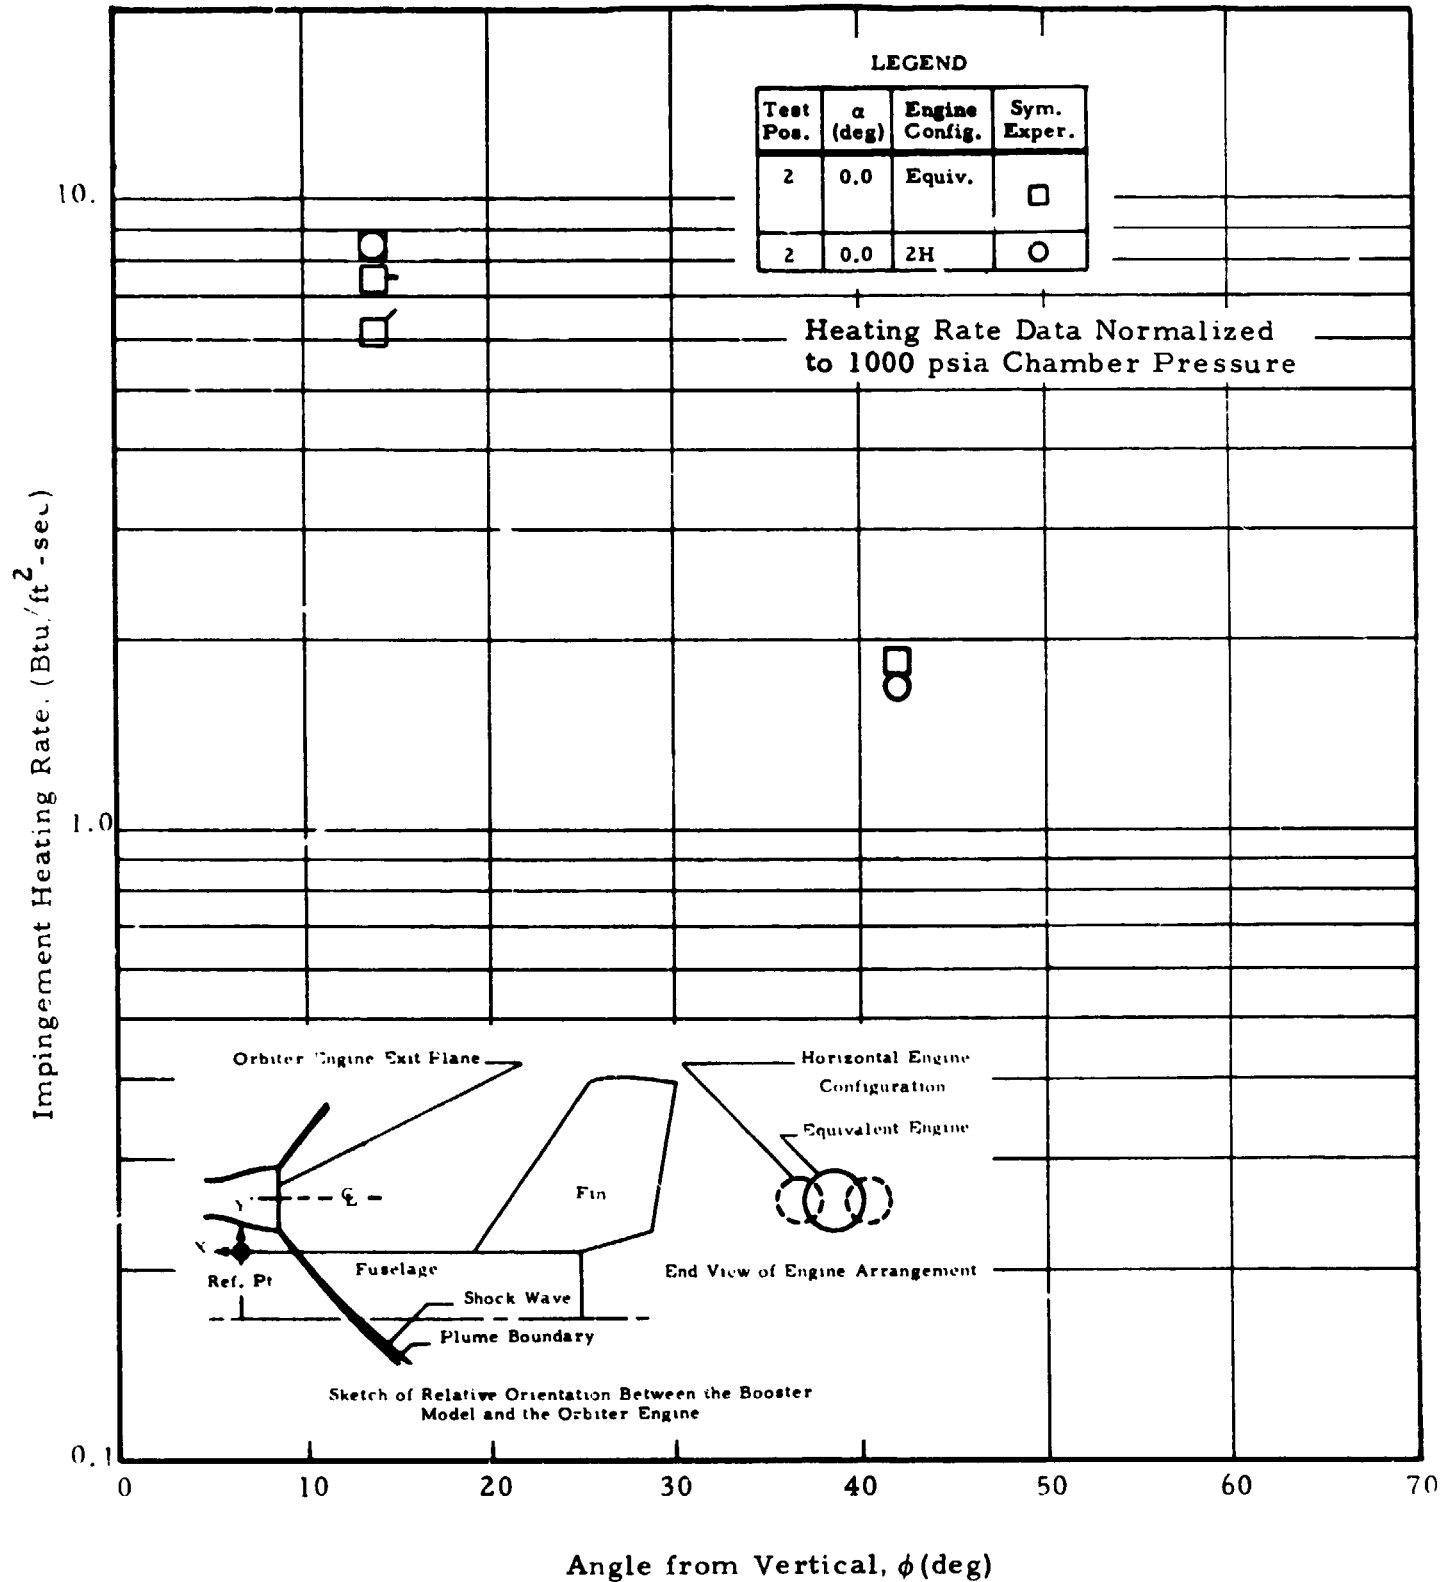 LEGEND
Test Pos. α (deg) Engine Config. Sym. Exper.
2 0.0 Equiv.
2 0.0 2H
Heating Rate Data Normalized
to 1000 psia Chamber Pressure
Impingement Heating Rate. (Btu/ft2-sec)
10.
1.0
0.1
Orbiter Engine Exit Plane
Horizontal Engine
Configuration
Equivalent Engine
Fin
℄
Y
X
Ref. Pt
Fuselage
Shock Wave
Plume Boundary
End View of Engine Arrangement
Sketch of Relative Orientation Between the Booster
Model and the Orbiter Engine
0 10 20 30 40 50 60 70
Angle from Vertical, ϕ (deg)